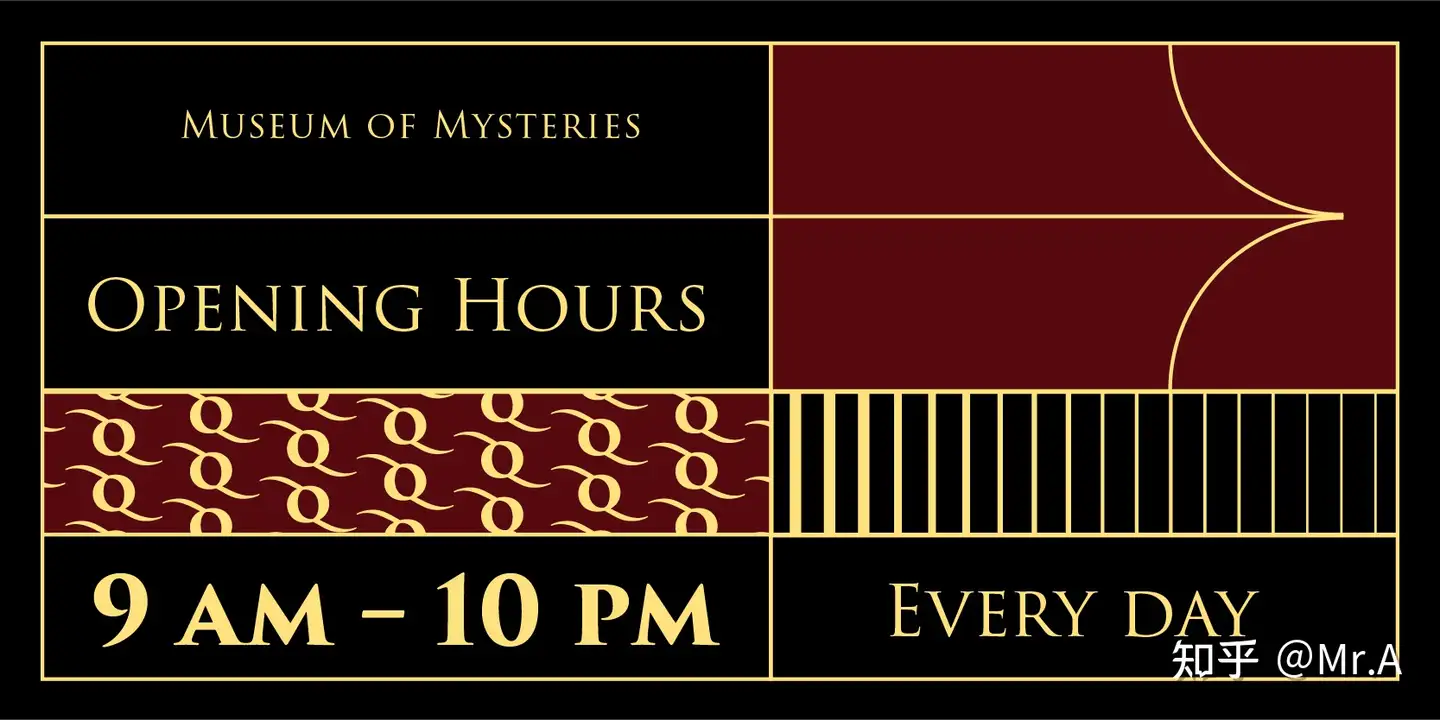 Museum of Mysteries
Opening Hours
9 am – 10 pm
Every day
知乎 @Mr.A